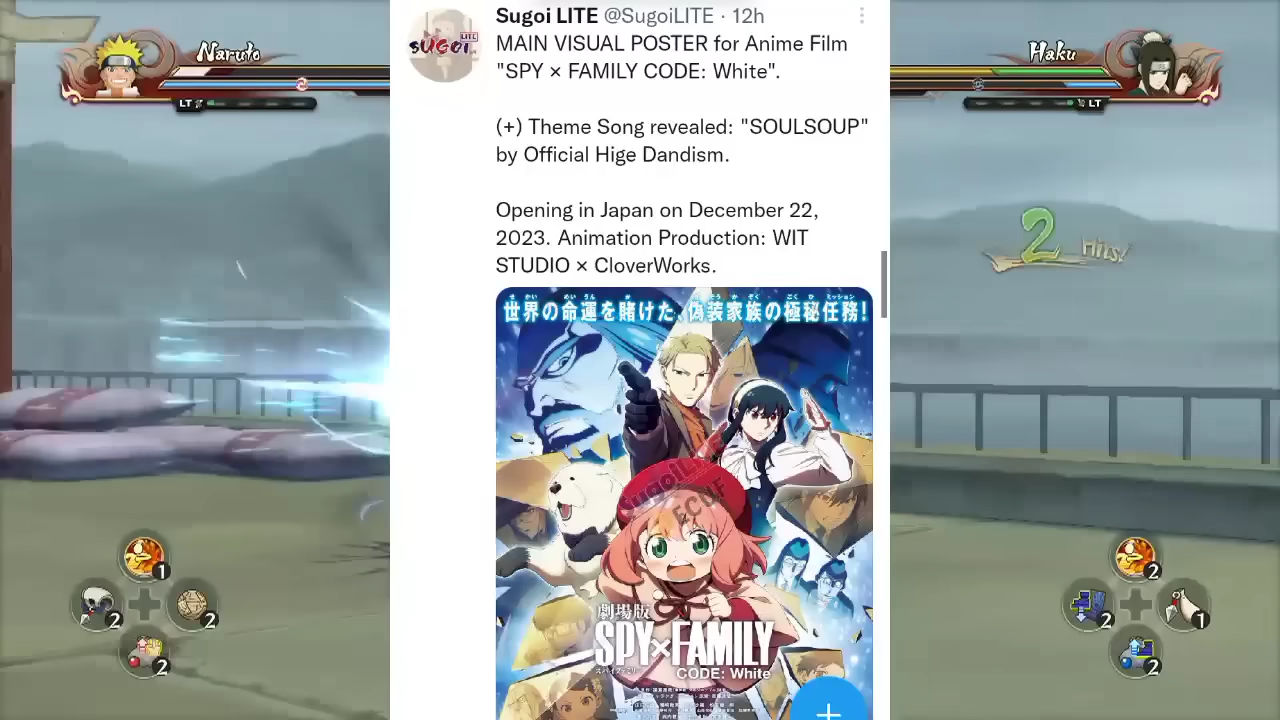 Naruto
LT
1
2
2
2
Sugoi LITE @SugoiLITE · 12h
MAIN VISUAL POSTER for Anime Film
"SPY × FAMILY CODE: White".
(+) Theme Song revealed: "SOULSOUP"
by Official Hige Dandism.
Opening in Japan on December 22,
2023. Animation Production: WIT
STUDIO × CloverWorks.
世界の命運を賭けた、偽装家族の極秘任務!
劇場版
SPY×FAMILY
CODE: White
Haku
LT
2 Hits!
2
2
1
2